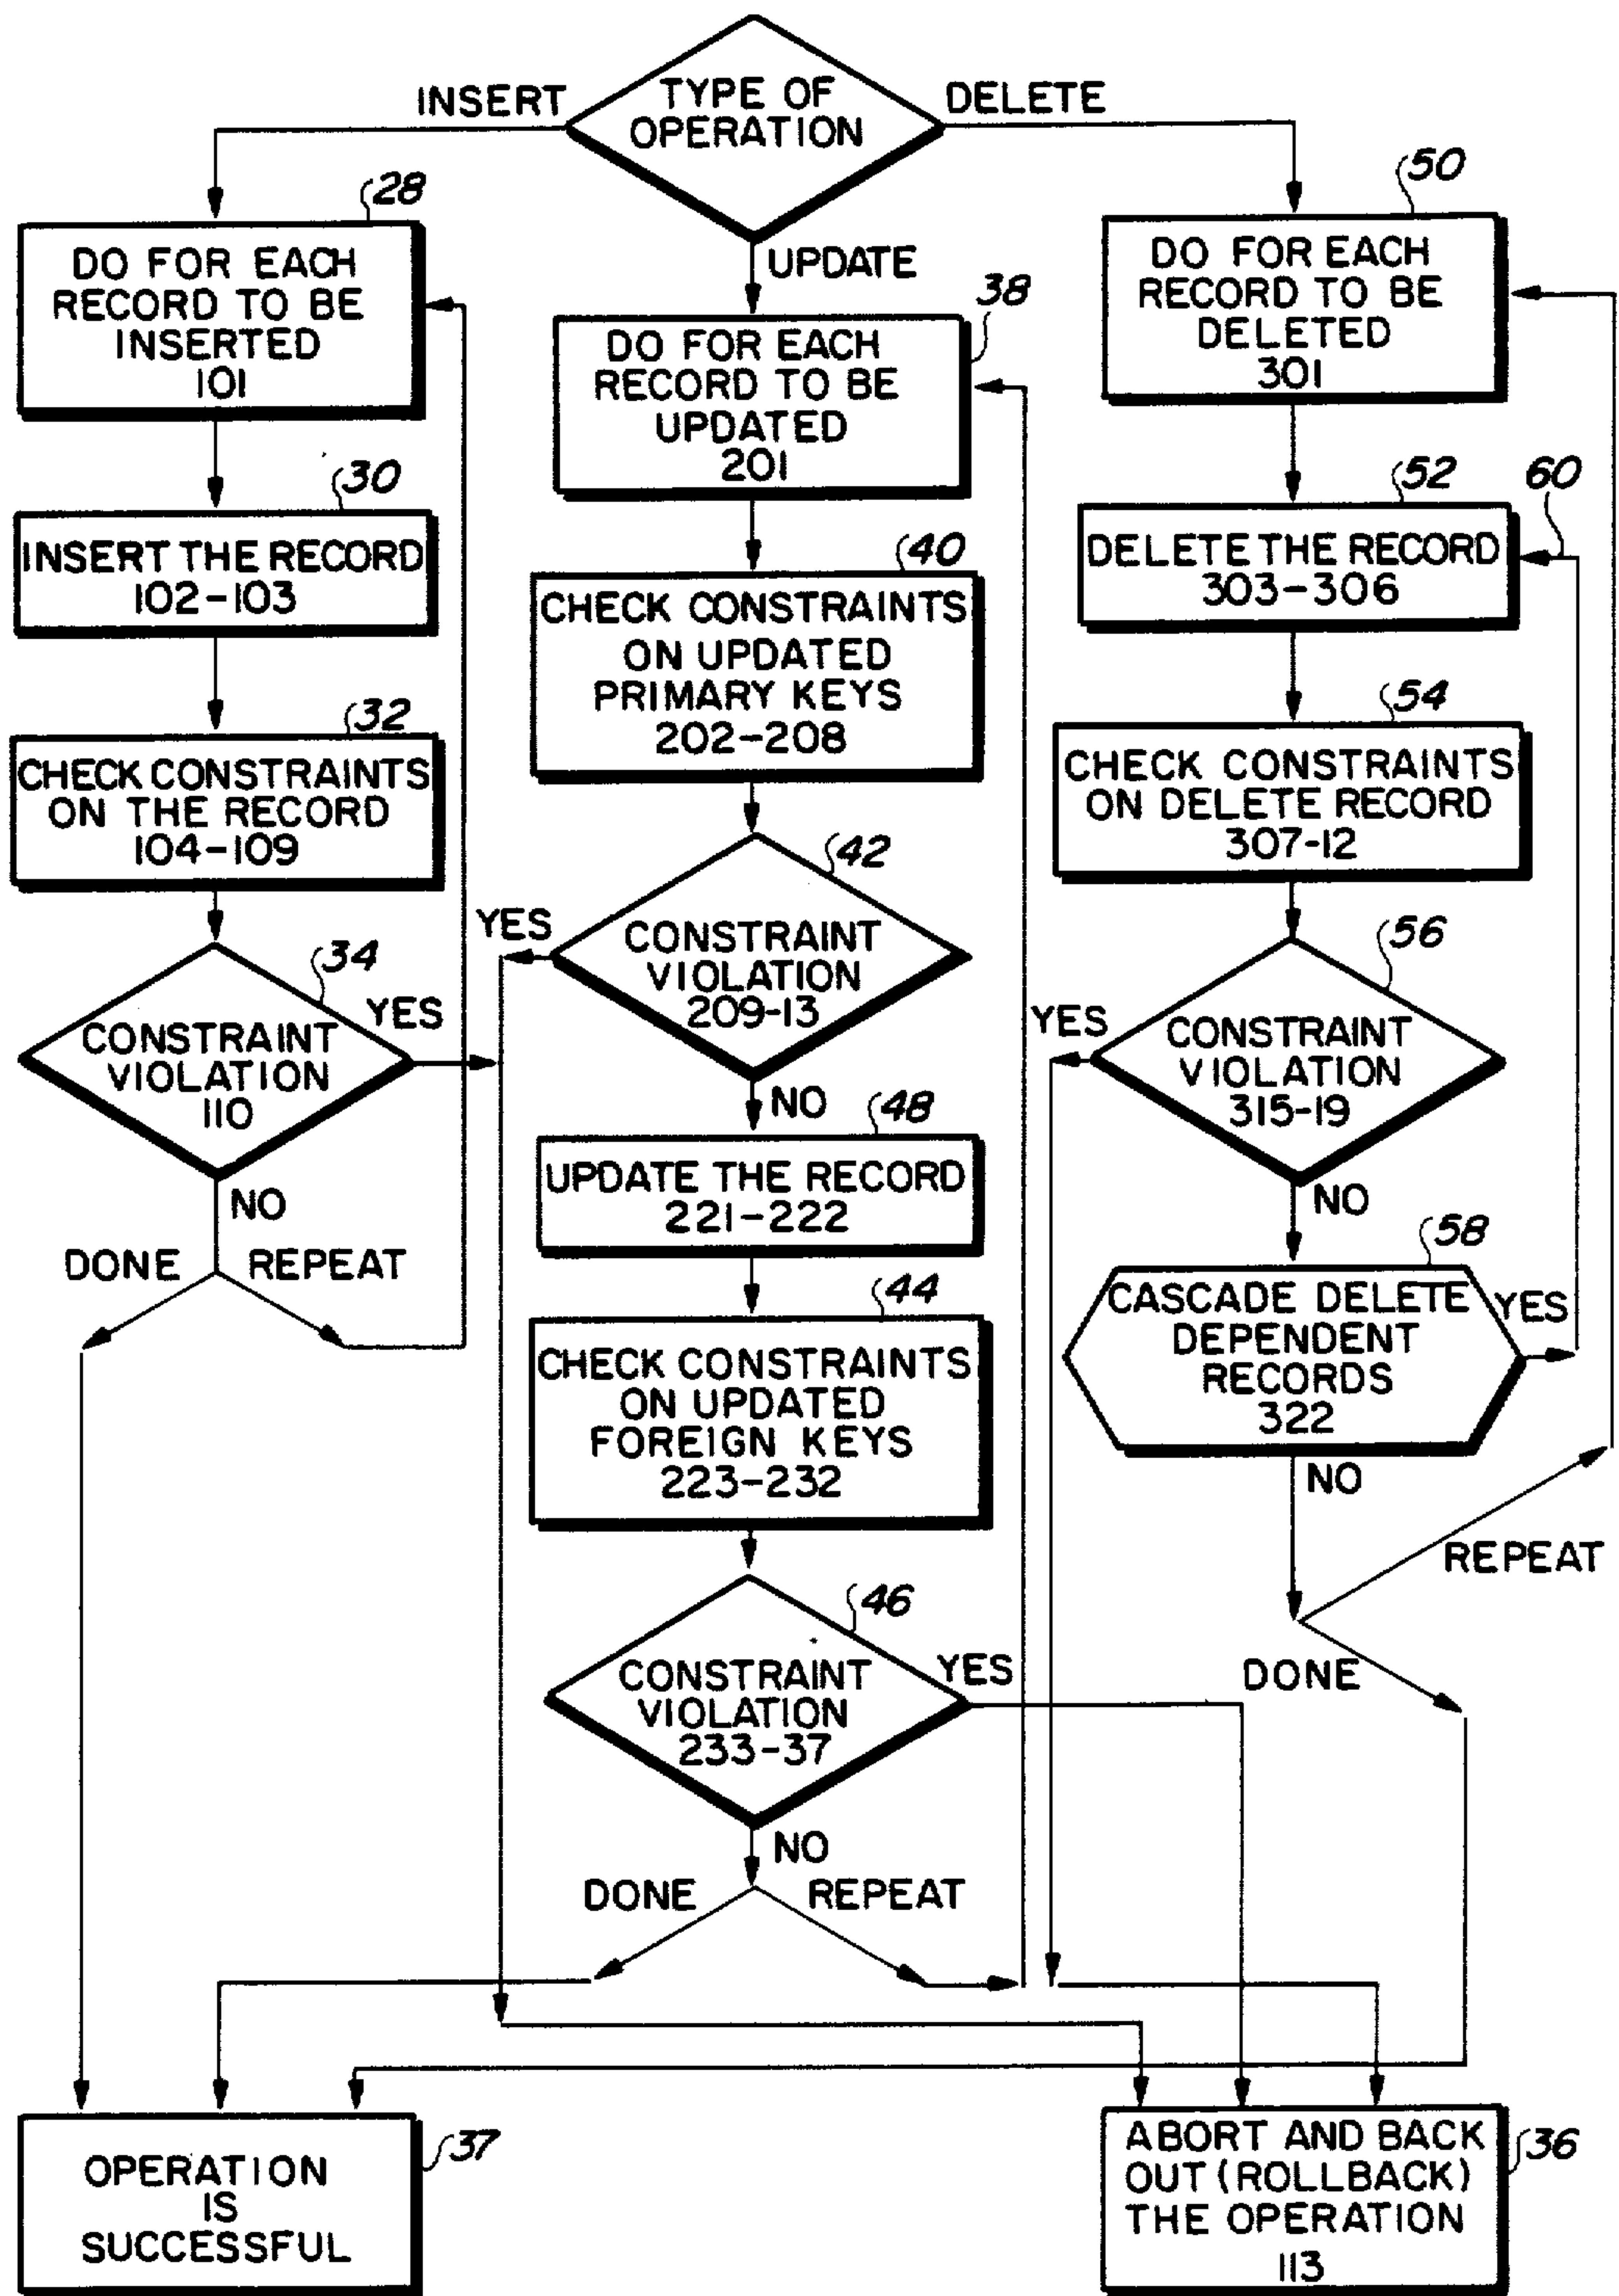 TYPE OF
OPERATION
INSERT
DELETE
UPDATE
28
DO FOR EACH
RECORD TO BE
INSERTED
101
30
INSERT THE RECORD
102-103
32
CHECK CONSTRAINTS
ON THE RECORD
104-109
34
CONSTRAINT
VIOLATION
110
YES
NO
DONE
REPEAT
38
DO FOR EACH
RECORD TO BE
UPDATED
201
40
CHECK CONSTRAINTS
ON UPDATED
PRIMARY KEYS
202-208
42
YES
CONSTRAINT
VIOLATION
209-13
NO
48
UPDATE THE RECORD
221-222
44
CHECK CONSTRAINTS
ON UPDATED
FOREIGN KEYS
223-232
46
CONSTRAINT
VIOLATION
233-37
YES
NO
DONE
REPEAT
50
DO FOR EACH
RECORD TO BE
DELETED
301
52
60
DELETE THE RECORD
303-306
54
CHECK CONSTRAINTS
ON DELETE RECORD
307-12
56
YES
CONSTRAINT
VIOLATION
315-19
NO
58
CASCADE DELETE
DEPENDENT
RECORDS
322
YES
NO
REPEAT
DONE
37
OPERATION
IS
SUCCESSFUL
36
ABORT AND BACK
OUT (ROLLBACK)
THE OPERATION
113